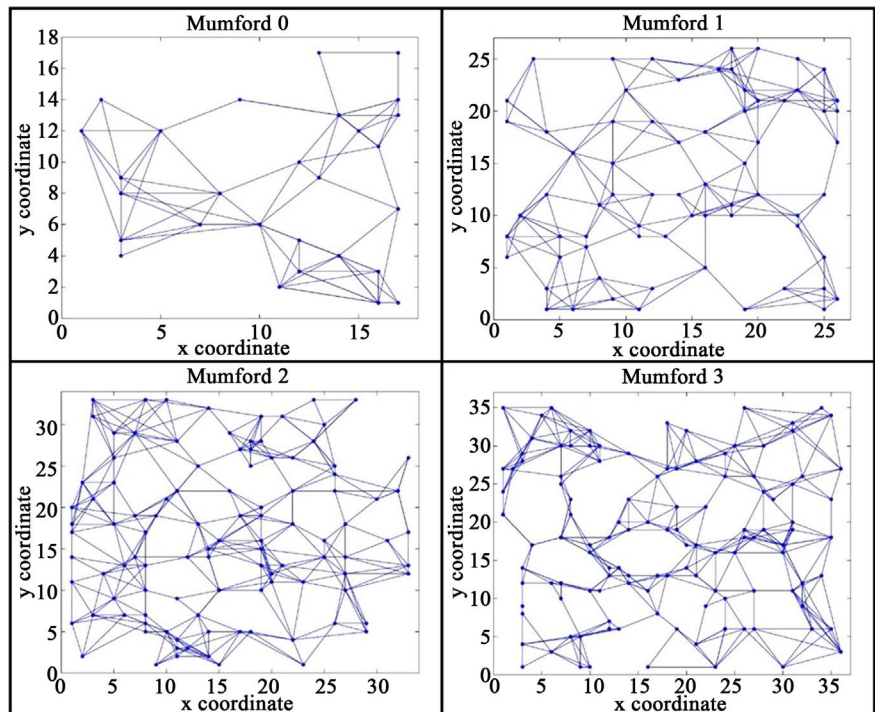 Mumford 0
18
16
14
12
10
8
6
4
2
0
0 5 10 15
x coordinate
y coordinate
Mumford 1
25
20
15
10
5
0
0 5 10 15 20 25
x coordinate
y coordinate
Mumford 2
30
25
20
15
10
5
0
0 5 10 15 20 25 30
x coordinate
y coordinate
Mumford 3
35
30
25
20
15
10
5
0
0 5 10 15 20 25 30 35
x coordinate
y coordinate